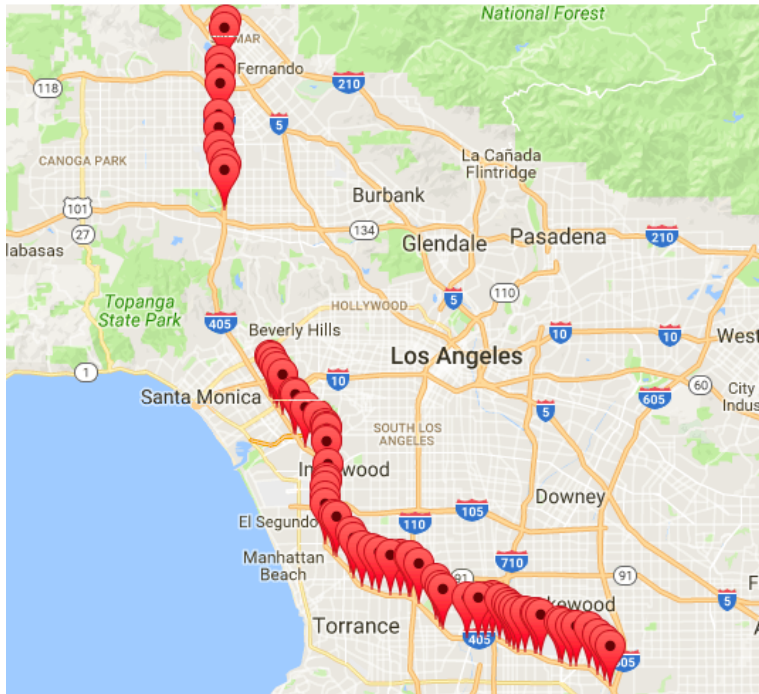 National Forest
MAR
Fernando
118
210
5
CANOGA PARK
La Cañada
Flintridge
Burbank
101
134
Glendale
Pasadena
210
27
labasas
Topanga
State Park
405
5
110
HOLLYWOOD
Beverly Hills
10
10
West
Los Angeles
1
10
Santa Monica
60
City
Indus
605
5
SOUTH LOS
ANGELES
In
wood
Downey
105
El Segundo
110
Manhattan
Beach
710
91
91
F
kewood
5
A
Torrance
405
605